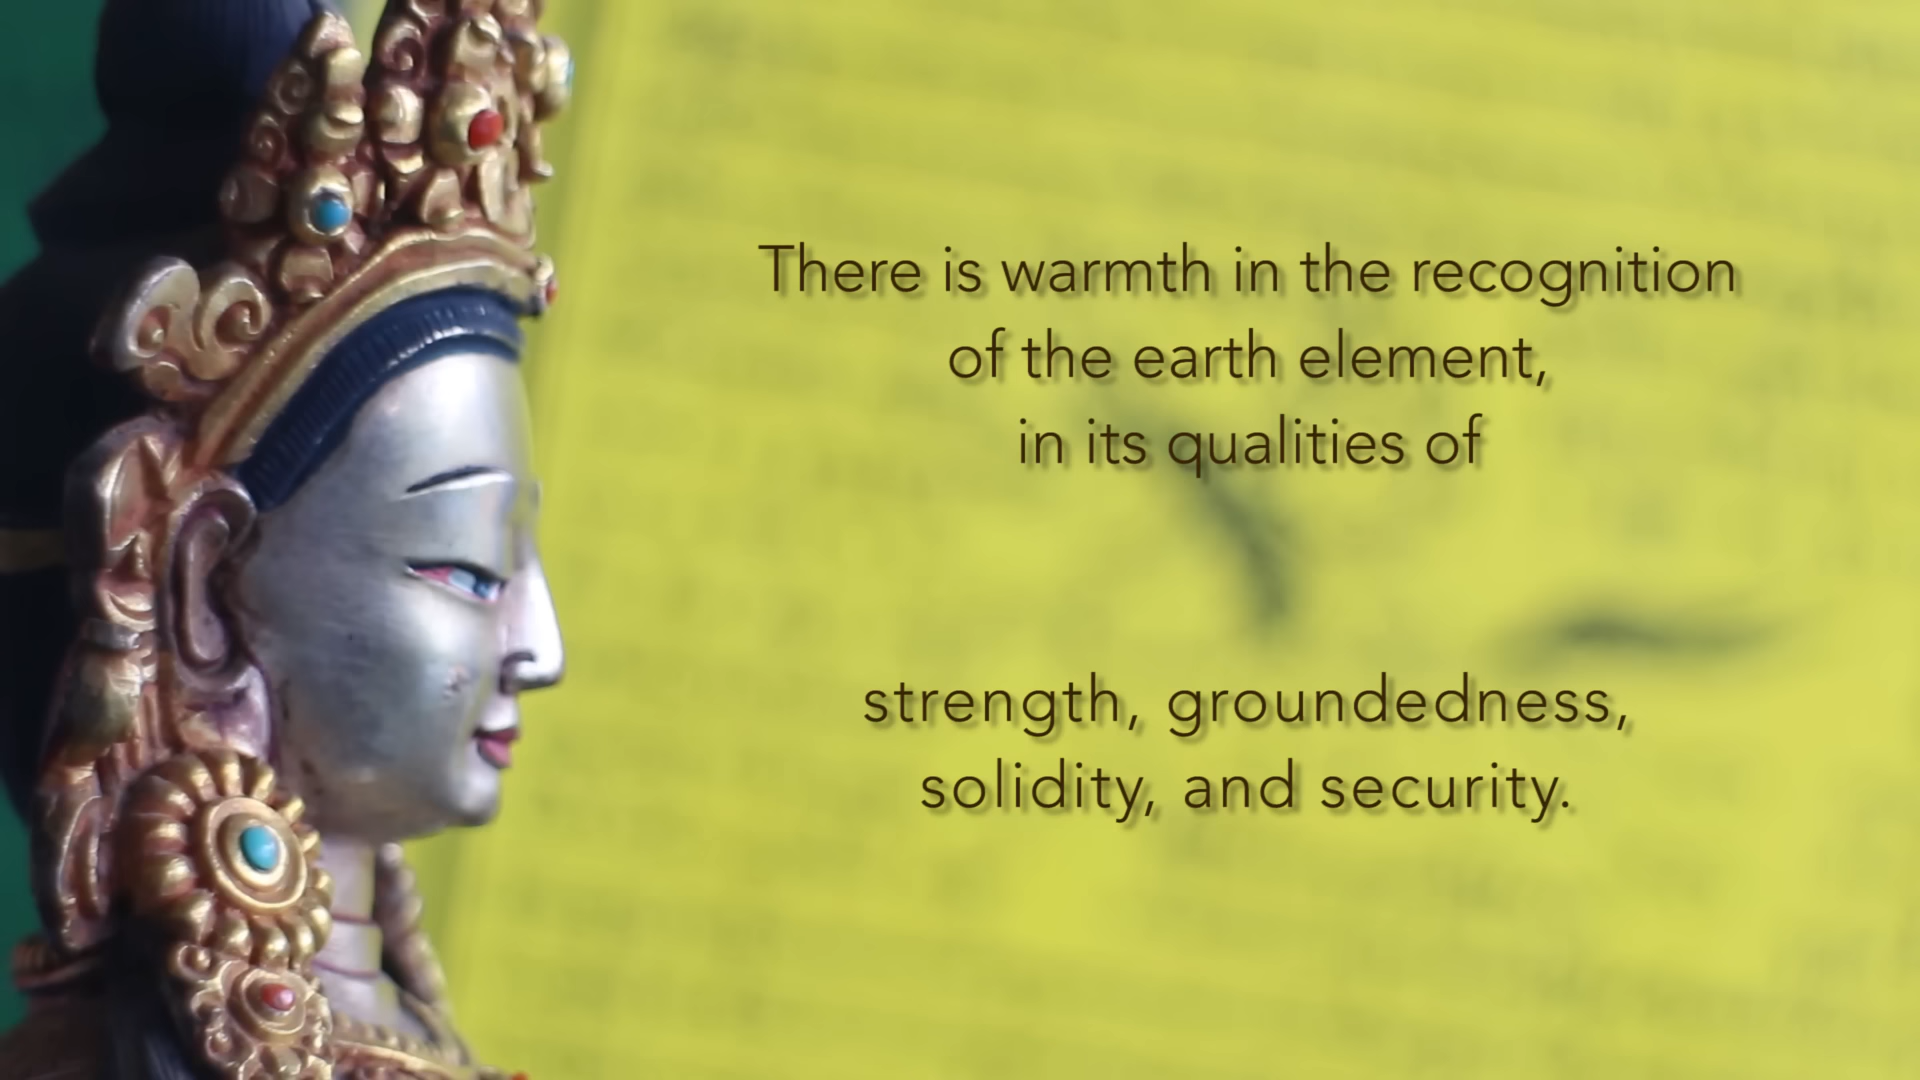 There is warmth in the recognition
of the earth element,
in its qualities of
strength, groundedness,
solidity, and security.